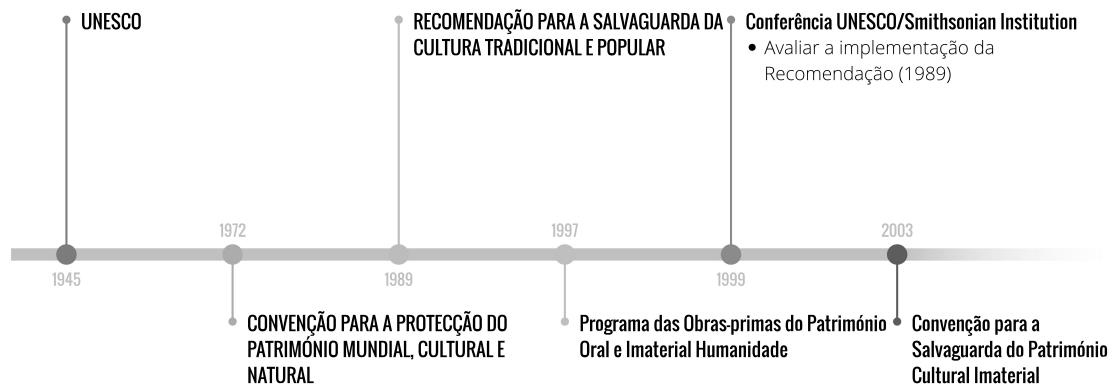 UNESCO
RECOMENDAÇÃO PARA A SALVAGUARDA DA
CULTURA TRADICIONAL E POPULAR
Conferência UNESCO/Smithsonian Institution
• Avaliar a implementação da
Recomendação (1989)
1972
1997
2003
1945
1989
1999
CONVENÇÃO PARA A PROTECÇÃO DO
PATRIMÓNIO MUNDIAL, CULTURAL E
NATURAL
Programa das Obras-primas do Património
Oral e Imaterial Humanidade
Convenção para a
Salvaguarda do Património
Cultural Imaterial